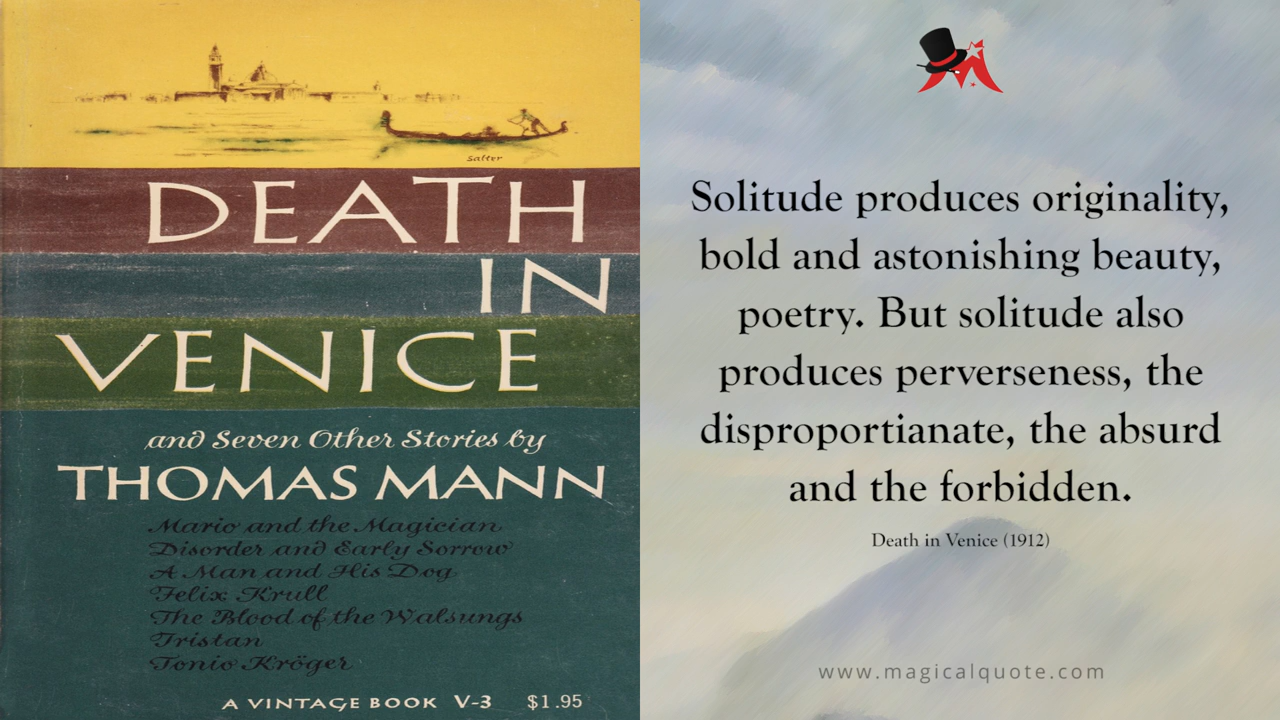 salter
DEATH
IN
VENICE
and Seven Other Stories by
THOMAS MANN
Mario and the Magician
Disorder and Early Sorrow
A Man and His Dog
Felix Krull
The Blood of the Walsungs
Tristan
Tonio Kröger
A VINTAGE BOOK V-3 $1.95
Solitude produces originality,
bold and astonishing beauty,
poetry. But solitude also
produces perverseness, the
disproportianate, the absurd
and the forbidden.
Death in Venice (1912)
www.magicalquote.com